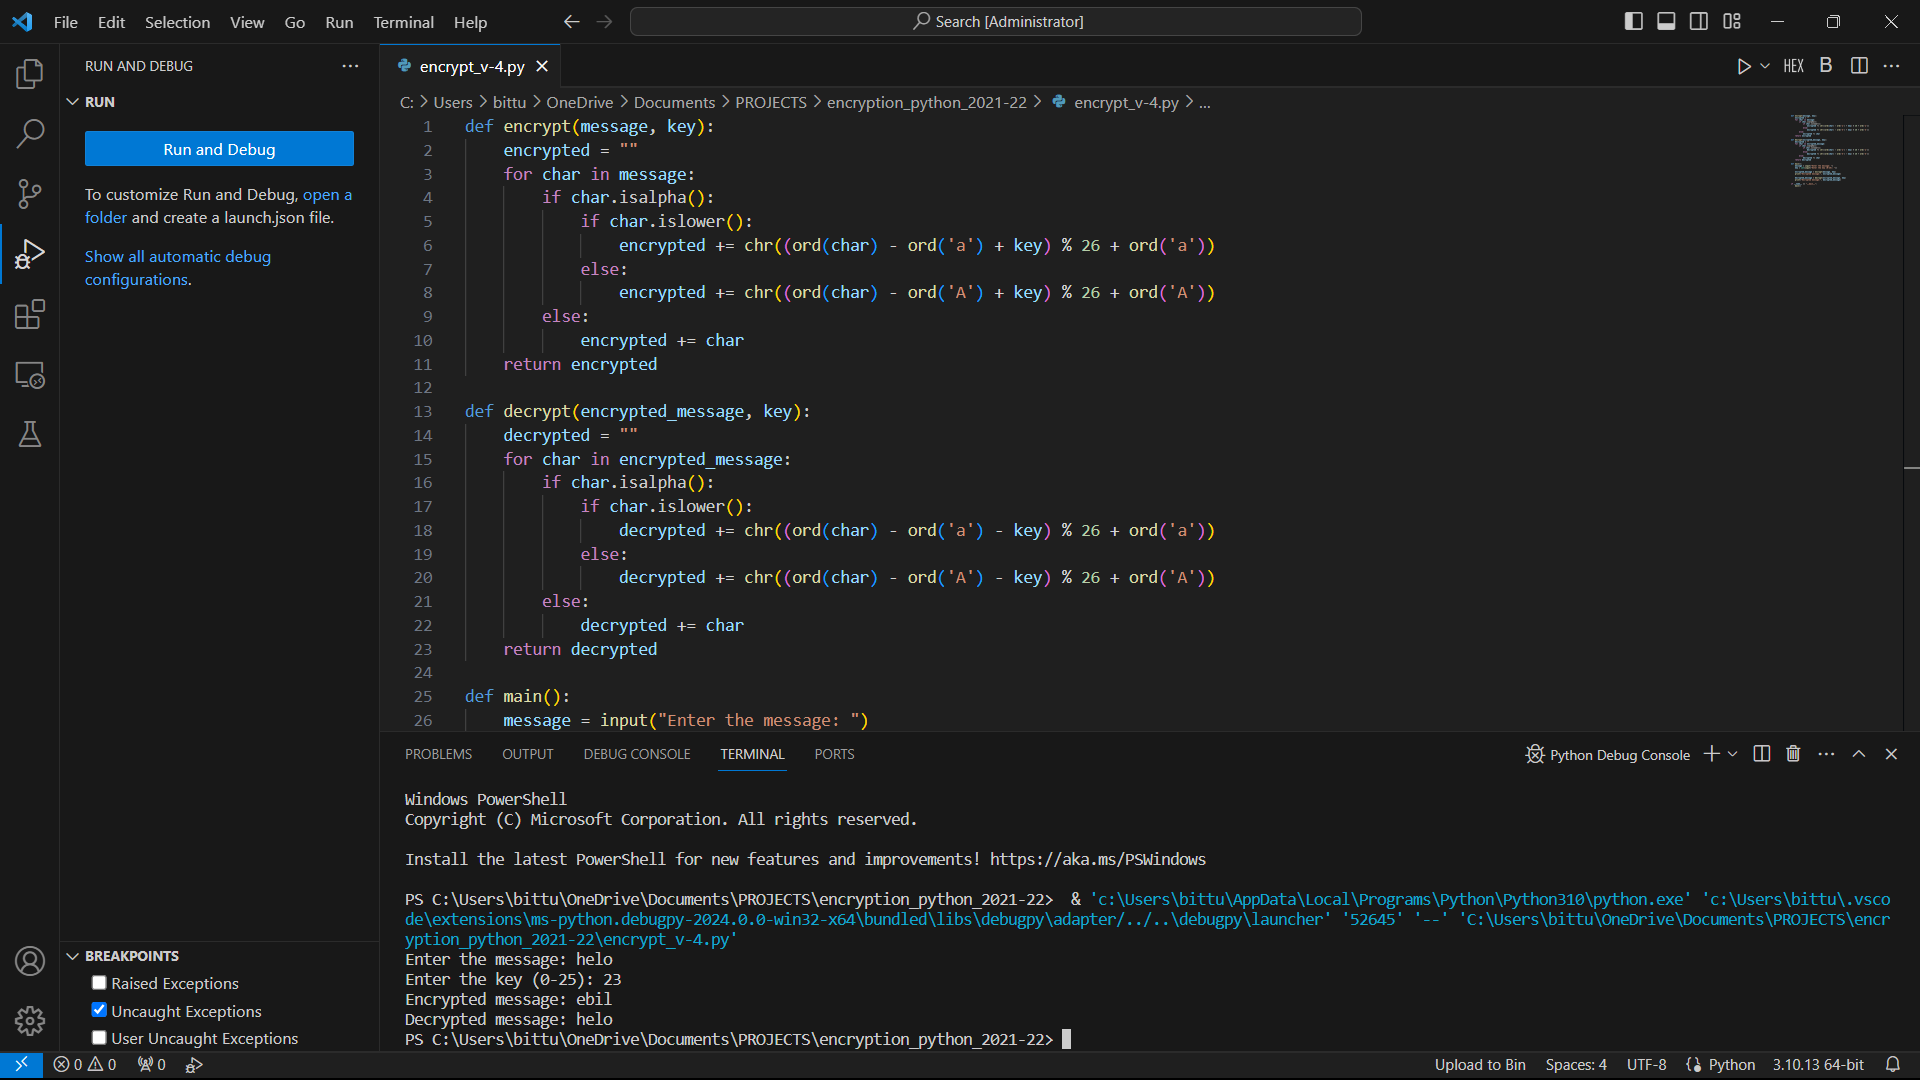 File Edit Selection View Go Run Terminal Help
Search [Administrator]
RUN AND DEBUG
RUN
Run and Debug
To customize Run and Debug, open a
folder and create a launch.json file.
Show all automatic debug
configurations.
BREAKPOINTS
Raised Exceptions
Uncaught Exceptions
User Uncaught Exceptions
encrypt_v-4.py
HEX B
C: > Users > bittu > OneDrive > Documents > PROJECTS > encryption_python_2021-22 > encrypt_v-4.py > ...
1 def encrypt(message, key):
2     encrypted = ""
3     for char in message:
4         if char.isalpha():
5             if char.islower():
6                 encrypted += chr((ord(char) - ord('a') + key) % 26 + ord('a'))
7             else:
8                 encrypted += chr((ord(char) - ord('A') + key) % 26 + ord('A'))
9         else:
10             encrypted += char
11     return encrypted
12
13 def decrypt(encrypted_message, key):
14     decrypted = ""
15     for char in encrypted_message:
16         if char.isalpha():
17             if char.islower():
18                 decrypted += chr((ord(char) - ord('a') - key) % 26 + ord('a'))
19             else:
20                 decrypted += chr((ord(char) - ord('A') - key) % 26 + ord('A'))
21         else:
22             decrypted += char
23     return decrypted
24
25 def main():
26     message = input("Enter the message: ")
PROBLEMS OUTPUT DEBUG CONSOLE TERMINAL PORTS
Python Debug Console
Windows PowerShell
Copyright (C) Microsoft Corporation. All rights reserved.
Install the latest PowerShell for new features and improvements! https://aka.ms/PSWindows
PS C:\Users\bittu\OneDrive\Documents\PROJECTS\encryption_python_2021-22>  & 'c:\Users\bittu\AppData\Local\Programs\Python\Python310\python.exe' 'c:\Users\bittu\.vsco
de\extensions\ms-python.debugpy-2024.0.0-win32-x64\bundled\libs\debugpy\adapter/../..\debugpy\launcher' '52645' '--' 'C:\Users\bittu\OneDrive\Documents\PROJECTS\encr
yption_python_2021-22\encrypt_v-4.py'
Enter the message: helo
Enter the key (0-25): 23
Encrypted message: ebil
Decrypted message: helo
PS C:\Users\bittu\OneDrive\Documents\PROJECTS\encryption_python_2021-22>
0 0 0
Upload to Bin Spaces: 4 UTF-8 Python 3.10.13 64-bit